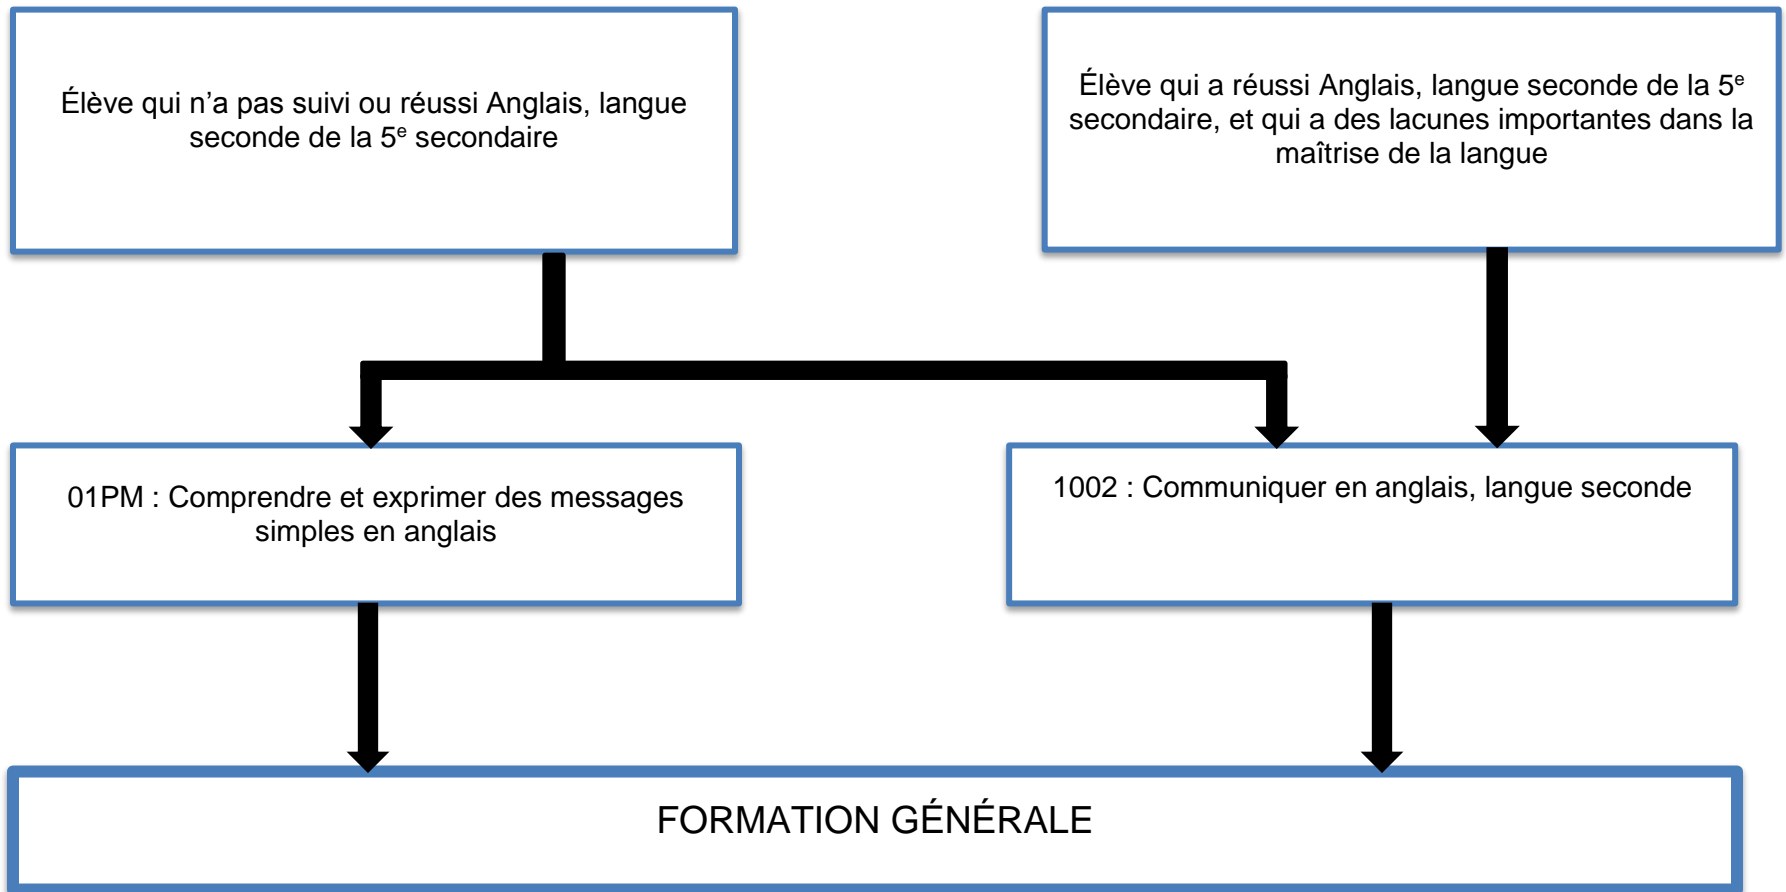 Élève qui n’a pas suivi ou réussi Anglais, langue
seconde de la 5e secondaire
Élève qui a réussi Anglais, langue seconde de la 5e
secondaire, et qui a des lacunes importantes dans la
maîtrise de la langue
01PM : Comprendre et exprimer des messages
simples en anglais
1002 : Communiquer en anglais, langue seconde
FORMATION GÉNÉRALE